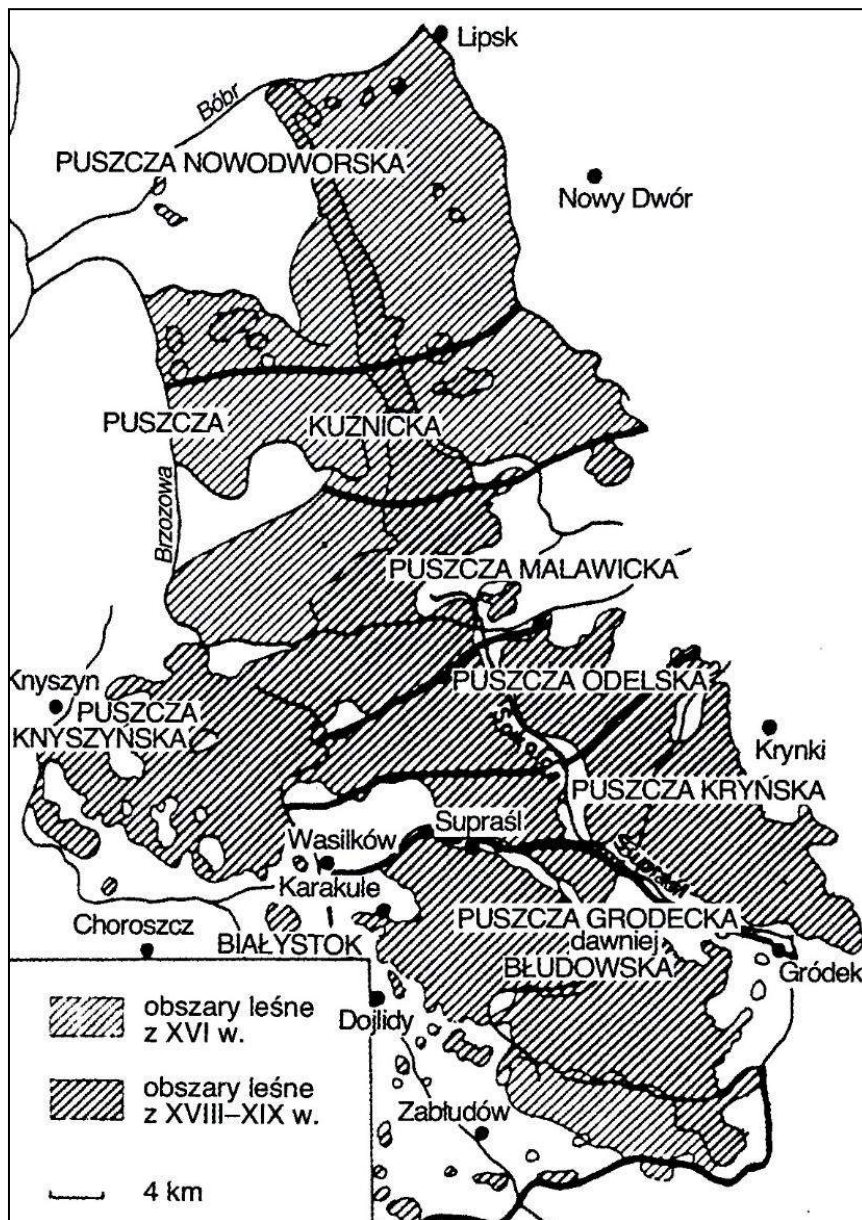 Lipsk
Bóbr
PUSZCZA NOWODWORSKA
Nowy Dwór
PUSZCZA
KUZNICKA
Brzozowa
PUSZCZA MALAWICKA
Knyszyn
PUSZCZA
KNYSZYŃSKA
PUSZCZA ODELSKA
Krynki
PUSZCZA KRYŃSKA
Supraśl
Wasilków
Karakule
Choroszcz
BIAŁYSTOK
PUSZCZA GRODECKA
dawniej
BŁUDOWSKA
Gródek
Dojlidy
Zabłudów
obszary leśne
z XVI w.
obszary leśne
z XVIII–XIX w.
4 km